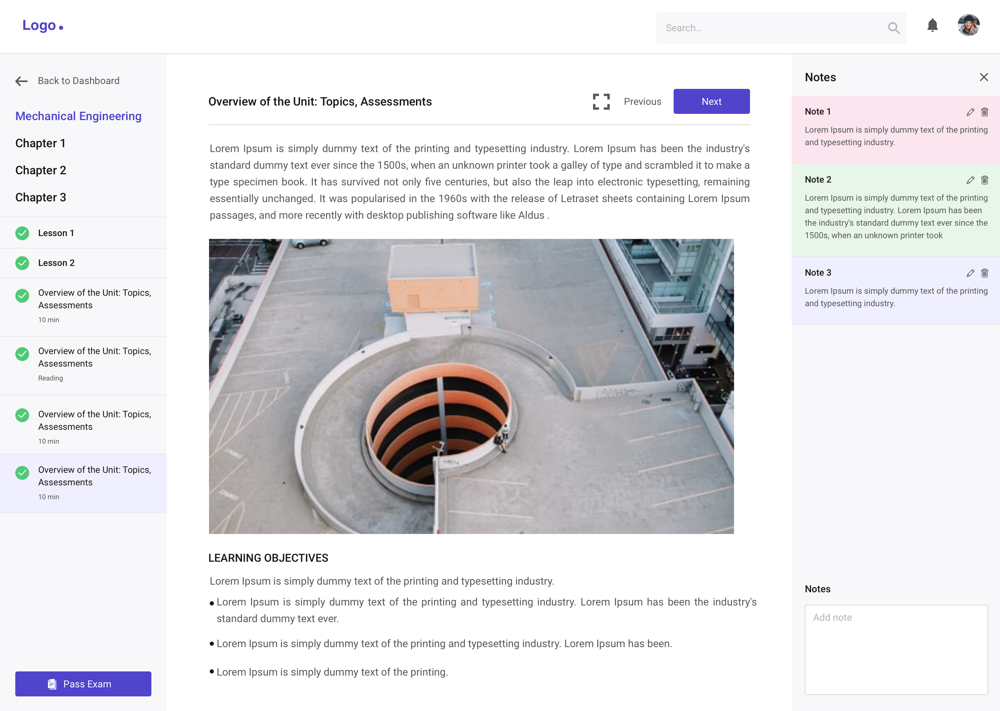 Logo
Search...
Back to Dashboard
Mechanical Engineering
Chapter 1
Chapter 2
Chapter 3
Lesson 1
Lesson 2
Overview of the Unit: Topics,
Assessments
10 min
Overview of the Unit: Topics,
Assessments
Reading
Overview of the Unit: Topics,
Assessments
10 min
Overview of the Unit: Topics,
Assessments
10 min
Pass Exam
Overview of the Unit: Topics, Assessments
Previous
Next
Lorem Ipsum is simply dummy text of the printing and typesetting industry. Lorem Ipsum has been the industry's
standard dummy text ever since the 1500s, when an unknown printer took a galley of type and scrambled it to make a
type specimen book. It has survived not only five centuries, but also the leap into electronic typesetting, remaining
essentially unchanged. It was popularised in the 1960s with the release of Letraset sheets containing Lorem Ipsum
passages, and more recently with desktop publishing software like Aldus .
LEARNING OBJECTIVES
Lorem Ipsum is simply dummy text of the printing and typesetting industry.
• Lorem Ipsum is simply dummy text of the printing and typesetting industry. Lorem Ipsum has been the industry's
standard dummy text ever.
• Lorem Ipsum is simply dummy text of the printing and typesetting industry. Lorem Ipsum has been.
• Lorem Ipsum is simply dummy text of the printing.
Notes
Note 1
Lorem Ipsum is simply dummy text of the printing
and typesetting industry.
Note 2
Lorem Ipsum is simply dummy text of the printing
and typesetting industry. Lorem Ipsum has been
the industry's standard dummy text ever since the
1500s, when an unknown printer took
Note 3
Lorem Ipsum is simply dummy text of the printing
and typesetting industry.
Notes
Add note